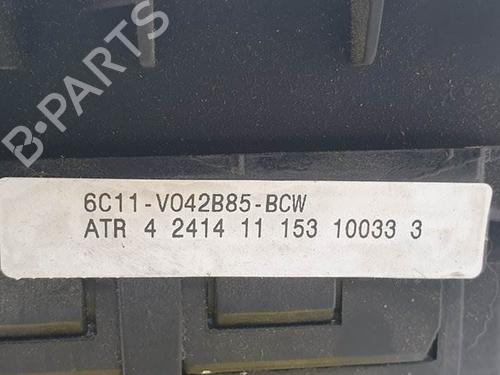 B-PARTS
6C11-V042B85-BCW
ATR 4 2414 11 153 10033 3